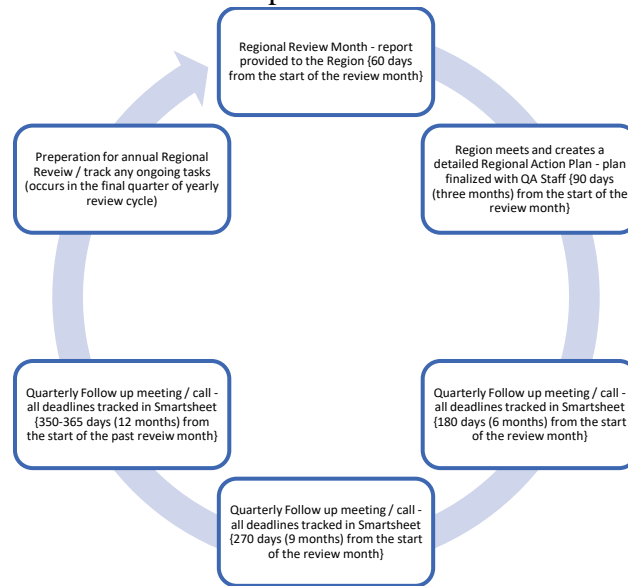 Regional Review Month - report
provided to the Region {60 days
from the start of the review month}
Region meets and creates a
detailed Regional Action Plan - plan
finalized with QA Staff {90 days
(three months) from the start of the
review month}
Quarterly Follow up meeting / call -
all deadlines tracked in Smartsheet
{180 days (6 months) from the start
of the review month}
Quarterly Follow up meeting / call -
all deadlines tracked in Smartsheet
{270 days (9 months) from the start
of the review month}
Quarterly Follow up meeting / call -
all deadlines tracked in Smartsheet
{350-365 days (12 months) from
the start of the past reveiw month}
Preperation for annual Regional
Reveiw / track any ongoing tasks
(occurs in the final quarter of yearly
review cycle)